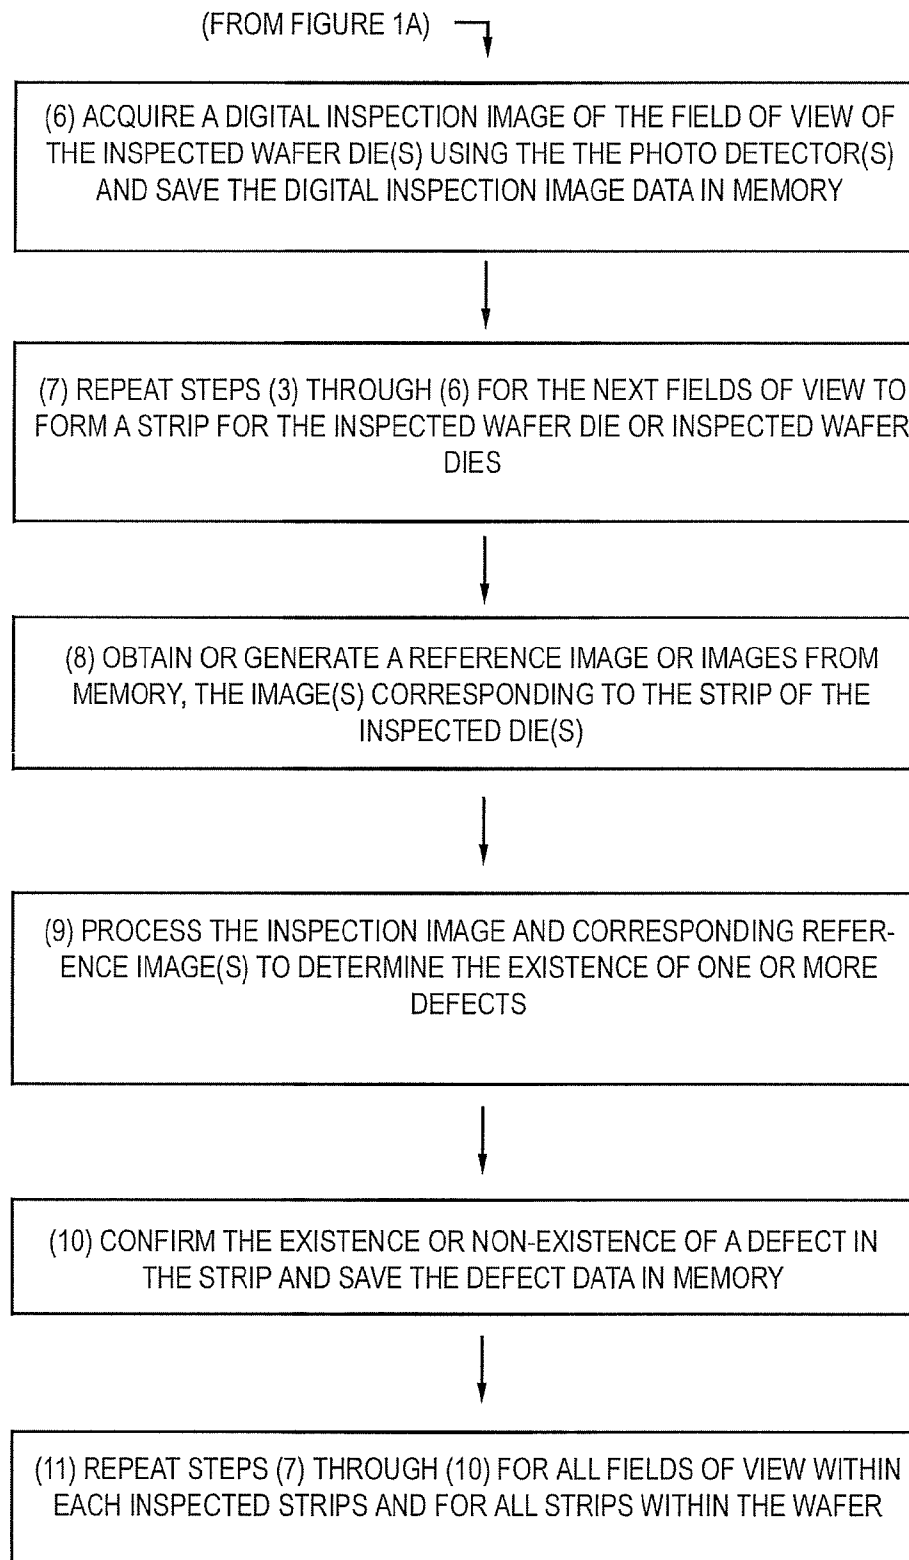 (FROM FIGURE 1A)
(6) ACQUIRE A DIGITAL INSPECTION IMAGE OF THE FIELD OF VIEW OF
THE INSPECTED WAFER DIE(S) USING THE THE PHOTO DETECTOR(S)
AND SAVE THE DIGITAL INSPECTION IMAGE DATA IN MEMORY
(7) REPEAT STEPS (3) THROUGH (6) FOR THE NEXT FIELDS OF VIEW TO
FORM A STRIP FOR THE INSPECTED WAFER DIE OR INSPECTED WAFER
DIES
(8) OBTAIN OR GENERATE A REFERENCE IMAGE OR IMAGES FROM
MEMORY, THE IMAGE(S) CORRESPONDING TO THE STRIP OF THE
INSPECTED DIE(S)
(9) PROCESS THE INSPECTION IMAGE AND CORRESPONDING REFER-
ENCE IMAGE(S) TO DETERMINE THE EXISTENCE OF ONE OR MORE
DEFECTS
(10) CONFIRM THE EXISTENCE OR NON-EXISTENCE OF A DEFECT IN
THE STRIP AND SAVE THE DEFECT DATA IN MEMORY
(11) REPEAT STEPS (7) THROUGH (10) FOR ALL FIELDS OF VIEW WITHIN
EACH INSPECTED STRIPS AND FOR ALL STRIPS WITHIN THE WAFER